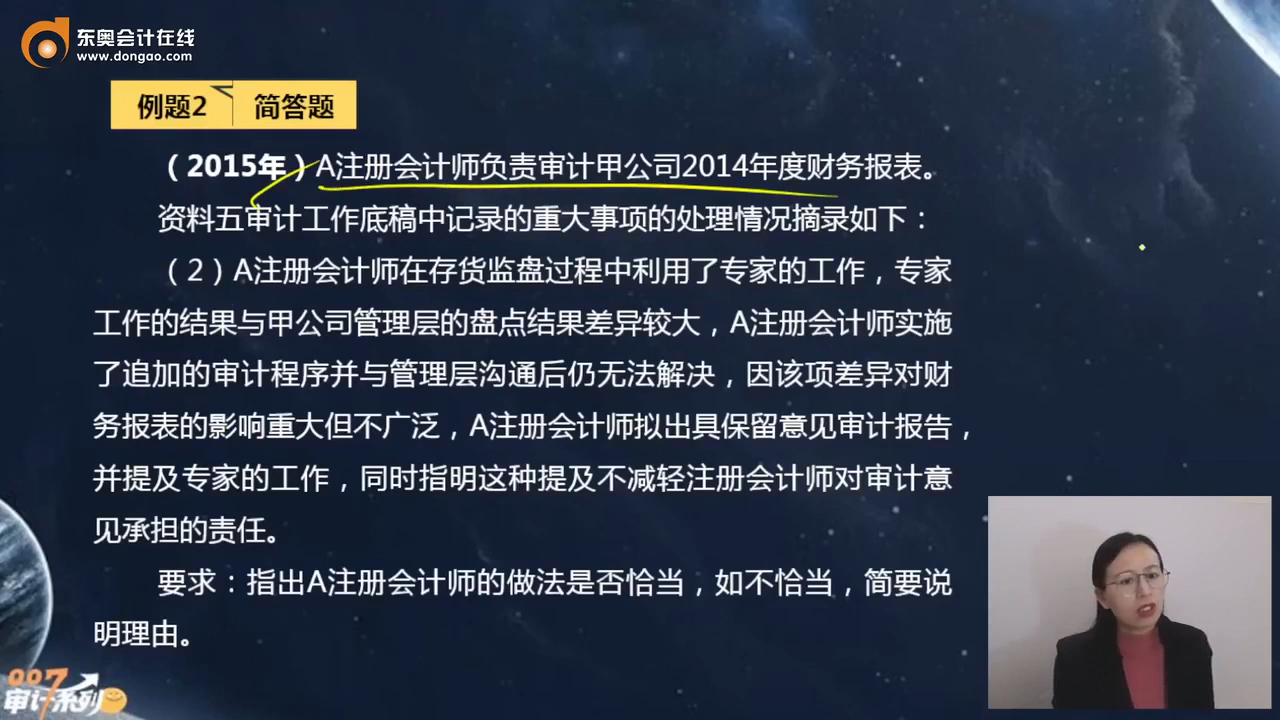 东奥会计在线
www.dongao.com
例题2 简答题
（2015年）A注册会计师负责审计甲公司2014年度财务报表。
资料五审计工作底稿中记录的重大事项的处理情况摘录如下：
（2）A注册会计师在存货监盘过程中利用了专家的工作，专家
工作的结果与甲公司管理层的盘点结果差异较大，A注册会计师实施
了追加的审计程序并与管理层沟通后仍无法解决，因该项差异对财
务报表的影响重大但不广泛，A注册会计师拟出具保留意见审计报告，
并提及专家的工作，同时指明这种提及不减轻注册会计师对审计意
见承担的责任。
要求：指出A注册会计师的做法是否恰当，如不恰当，简要说
明理由。
007
审计系列